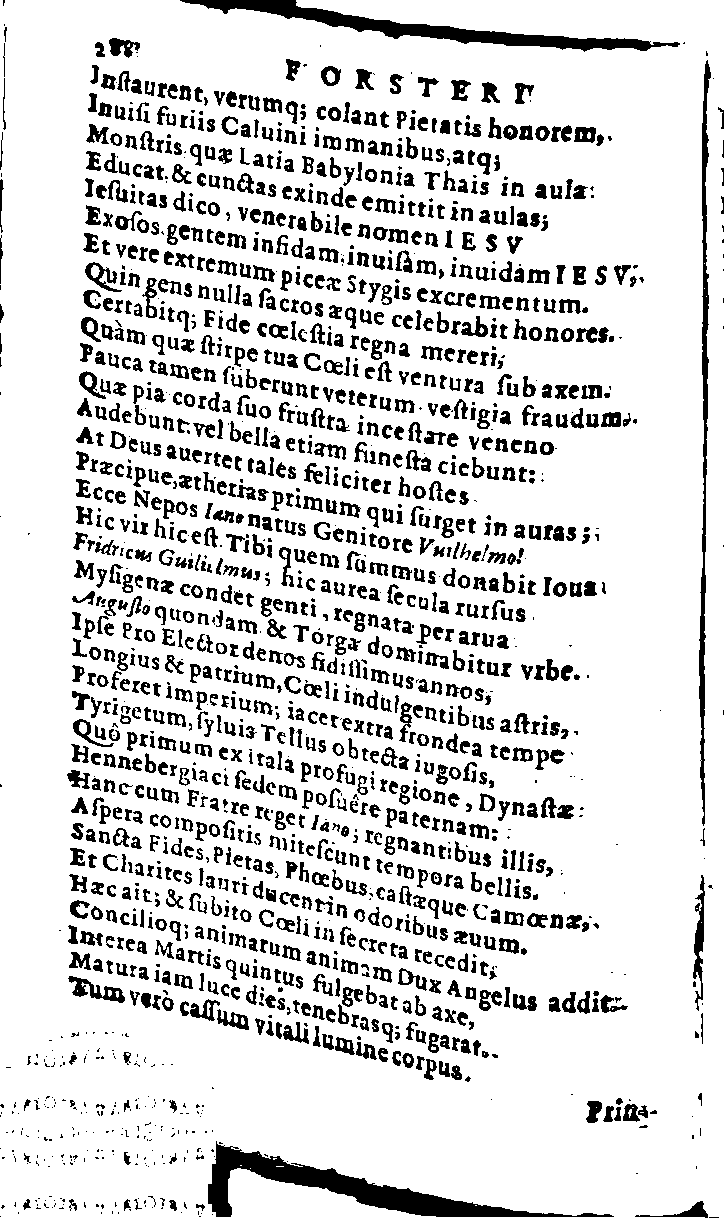 288 FORSTERI
Inſtaurent, verumq; colant Pietatis honorem,
Inuiſi furiis Caluini immanibus, atq;
Monſtris. quæ Latia Babylonia Thais in aula:
Educat, & cunctas exinde emittit in aulas;
Ieſuitas dico, venerabile nomen IESV
Exoſos, gentem infidam, inuiſam, inuidam IESV;
Et vere extremum piceæ Stygis excrementum.
Quin gens nulla ſacros æque celebrabit honores.
Certabitq; Fide cœleſtia regna mereri;
Quàm quæ ſtirpe tua Cœli eſt ventura ſub axem.
Pauca tamen ſuberunt veterum veſtigia fraudum,
Quæ pia corda ſuo fruſtra inceſtare veneno
Audebunt: vel bella etiam funeſta ciebunt:
At Deus auertet tales feliciter hoſtes
Præcipue, ætherias primum qui ſurget in auras;
Ecce Nepos Iano natus Genitore Vuilhelmo!
Hic vir hic eſt. Tibi quem ſummus donabit Ioua
Fridricus Guilielmus; hic aurea ſecula rurſus
Myſigenæ condet genti, regnata per arua
Auguſto quondam & Torgæ dominabitur vrbe.
Ipſe Pro Elector denos fidiſſimus annos;
Longius & patrium, Cœli indulgentibus aſtris,
Proferet imperium; iacet extra frondea tempe
Tyrigetum, ſyluis Tellus obtecta iugoſis,
Quô primum ex itala profugi regione, Dynaſtæ
Hennebergiaci ſedem poſuêre paternam:
Hanc cum Fratre reget Iano; regnantibus illis,
Aſpera compoſitis miteſcunt tempora bellis.
Sancta Fides, Pietas, Phœbus, caſtæque Camœnæ,
Et Charites lauri ducent in odoribus æuum.
Hæc ait; & ſubito Cœli in ſecreta recedit;
Concilioq; animarum animam Dux Angelus addit.
Interea Martis quintus fulgebat ab axe,
Matura iam luce dies, tenebrasq; fugarat.
Tum verò caſſum vitali lumine corpus.
Prin-